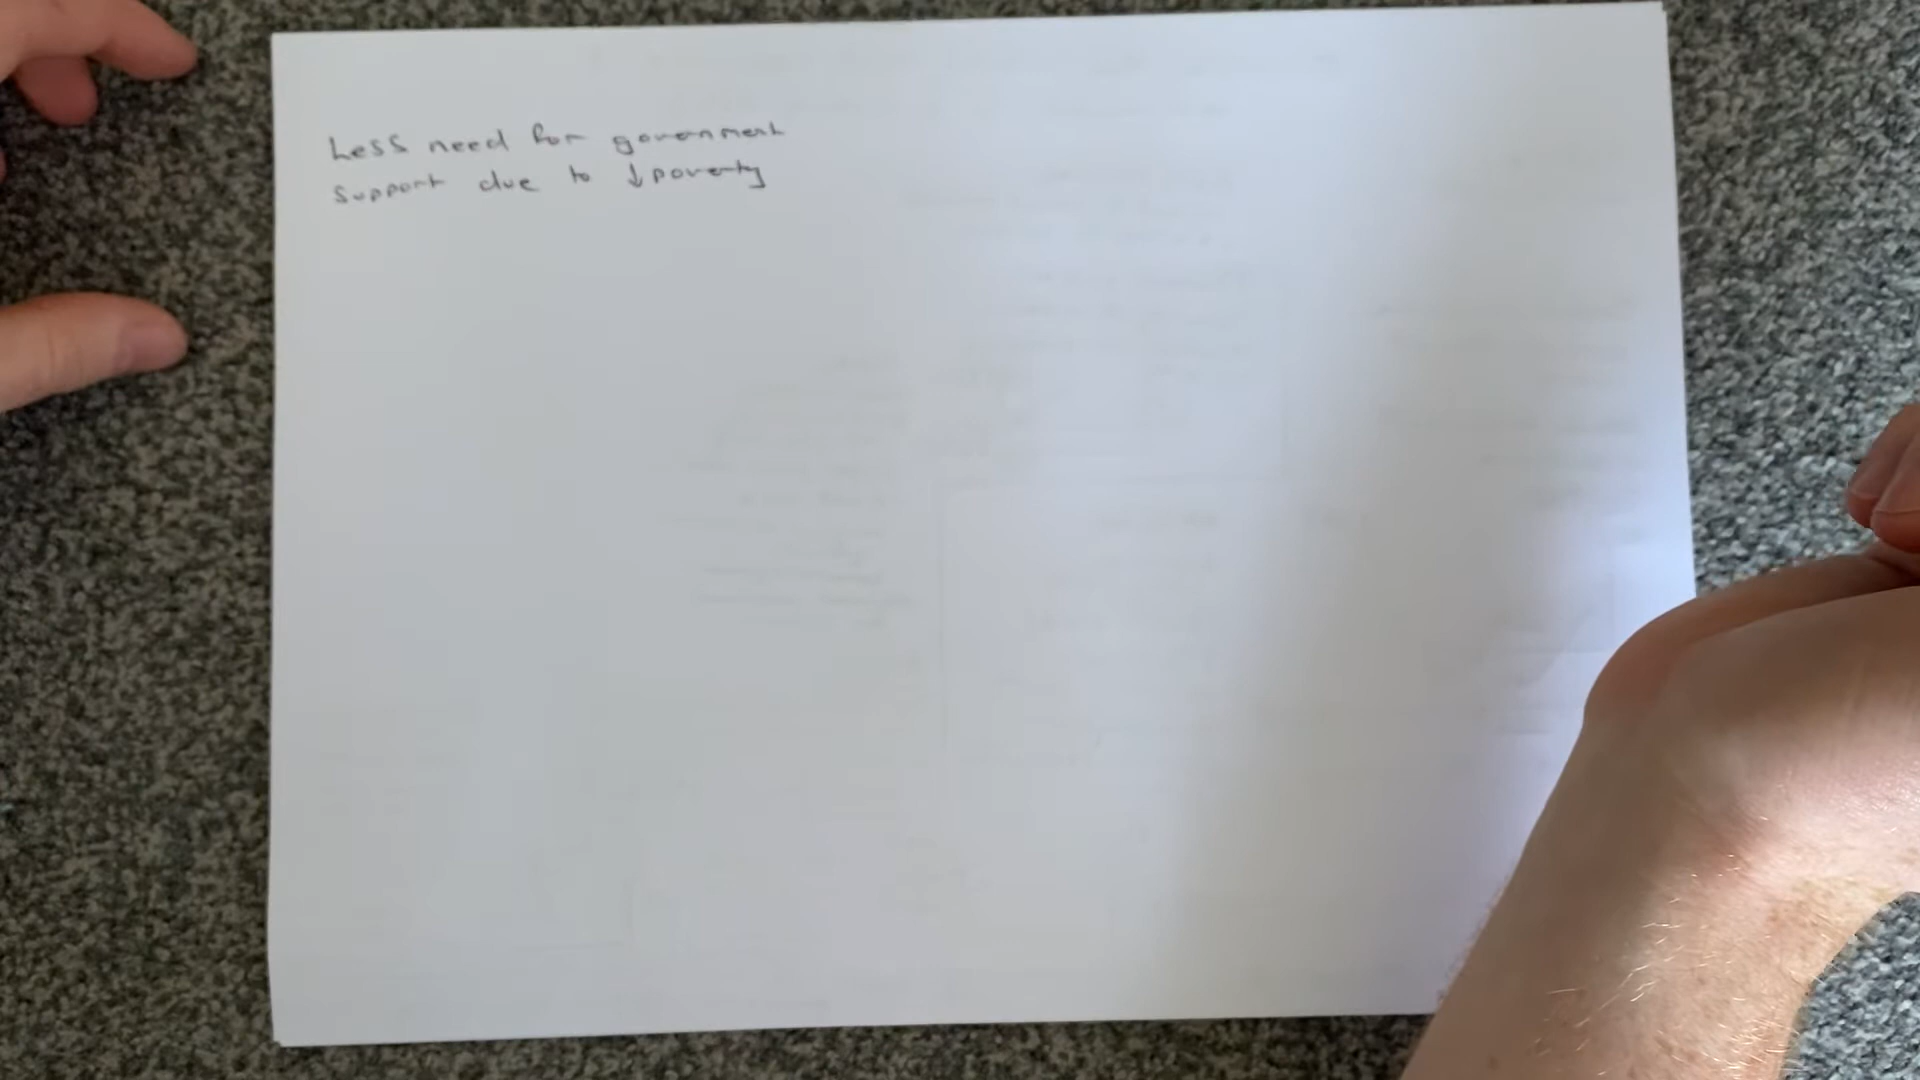 Less need for government
support due to ↓ poverty